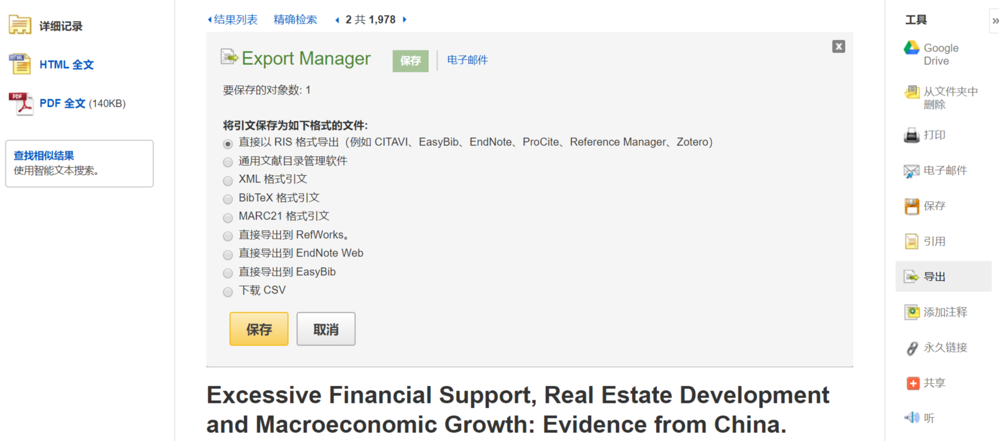 详细记录
HTML 全文
PDF 全文 (140KB)
查找相似结果
使用智能文本搜索。
结果列表 精确检索 2 共 1,978
Export Manager 保存 电子邮件
要保存的对象数: 1
将引文保存为如下格式的文件:
直接以 RIS 格式导出（例如 CITAVI、EasyBib、EndNote、ProCite、Reference Manager、Zotero）
通用文献目录管理软件
XML 格式引文
BibTeX 格式引文
MARC21 格式引文
直接导出到 RefWorks。
直接导出到 EndNote Web
直接导出到 EasyBib
下载 CSV
保存 取消
Excessive Financial Support, Real Estate Development
and Macroeconomic Growth: Evidence from China.
工具 »
Google
Drive
从文件夹中
删除
打印
电子邮件
保存
引用
导出
添加注释
永久链接
共享
听